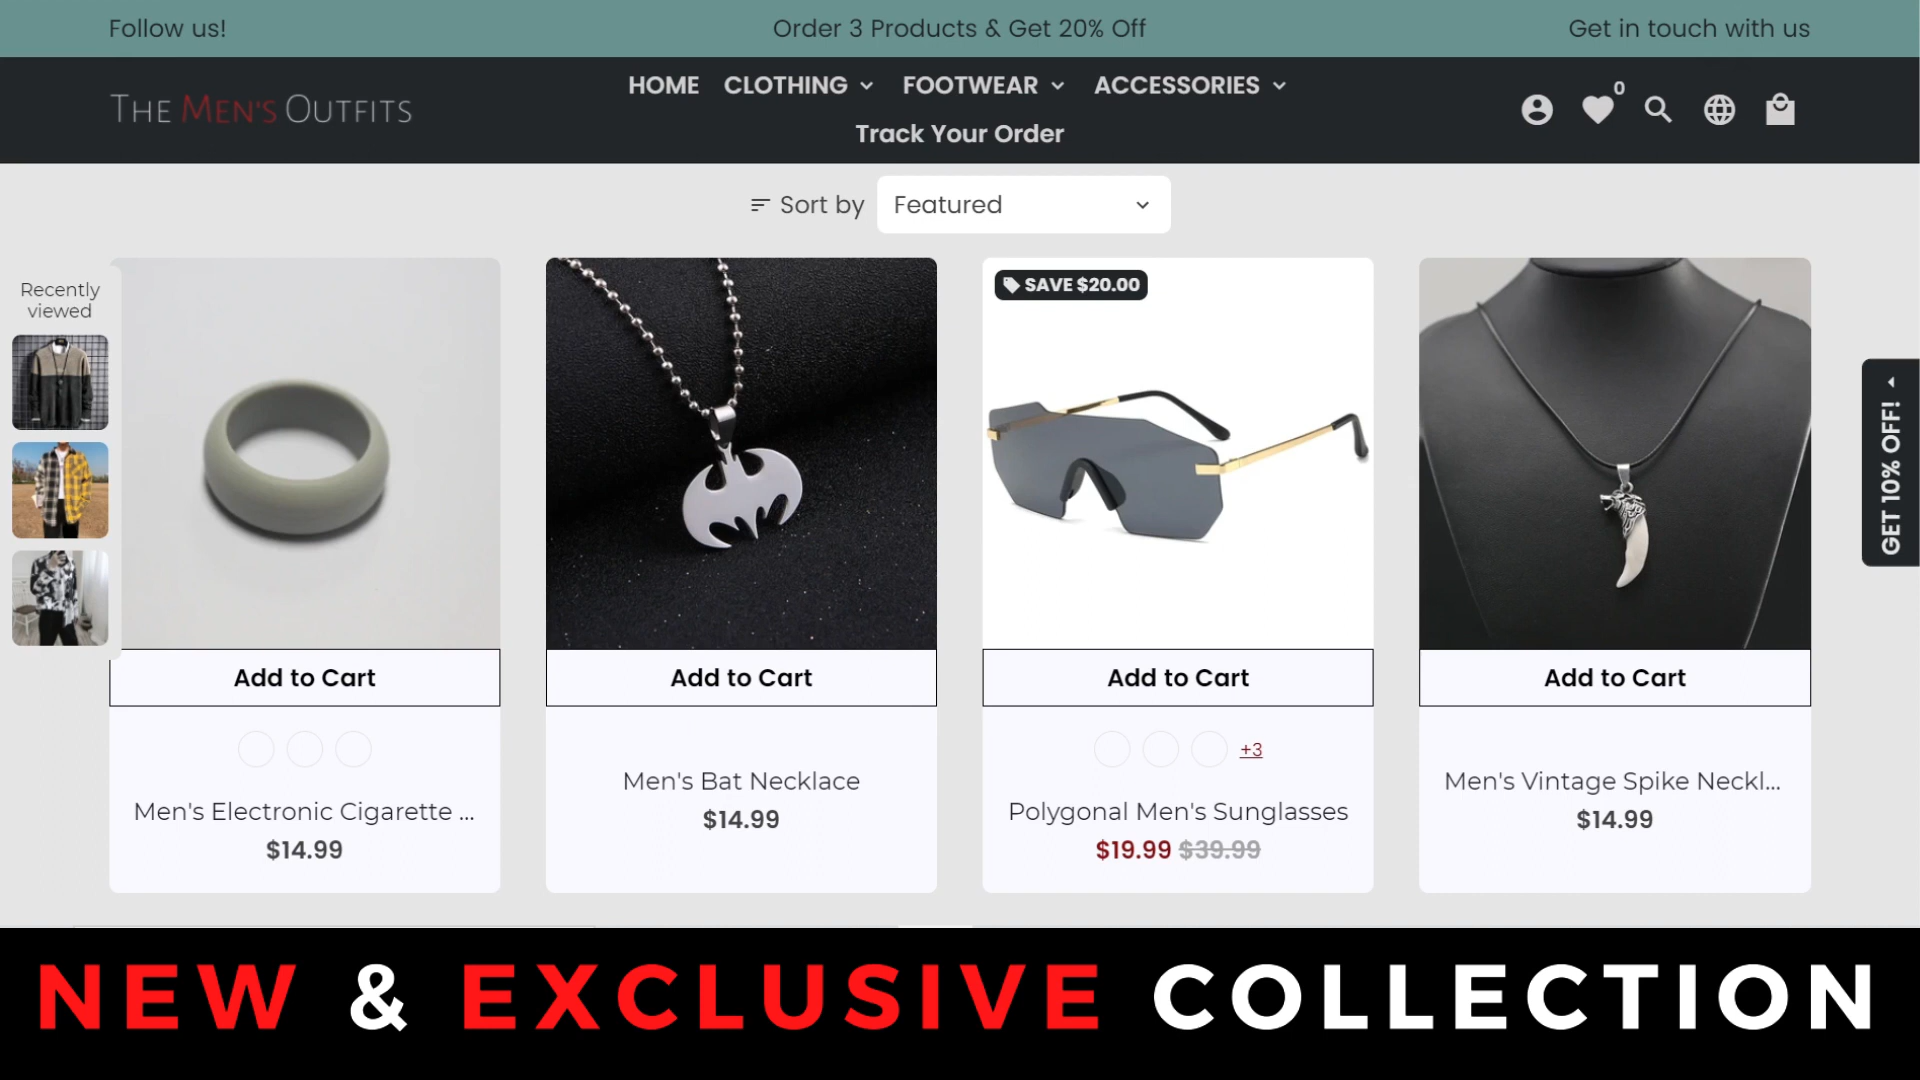 Follow us!
Order 3 Products & Get 20% Off
Get in touch with us
THE MEN'S OUTFITS
HOME CLOTHING FOOTWEAR ACCESSORIES
Track Your Order
0
Sort by Featured
Recently
viewed
SAVE $20.00
GET 10% OFF!
Add to Cart
Add to Cart
Add to Cart
Add to Cart
Men's Electronic Cigarette ...
$14.99
Men's Bat Necklace
$14.99
+3
Polygonal Men's Sunglasses
$19.99 $39.99
Men's Vintage Spike Neckl...
$14.99
NEW & EXCLUSIVE COLLECTION